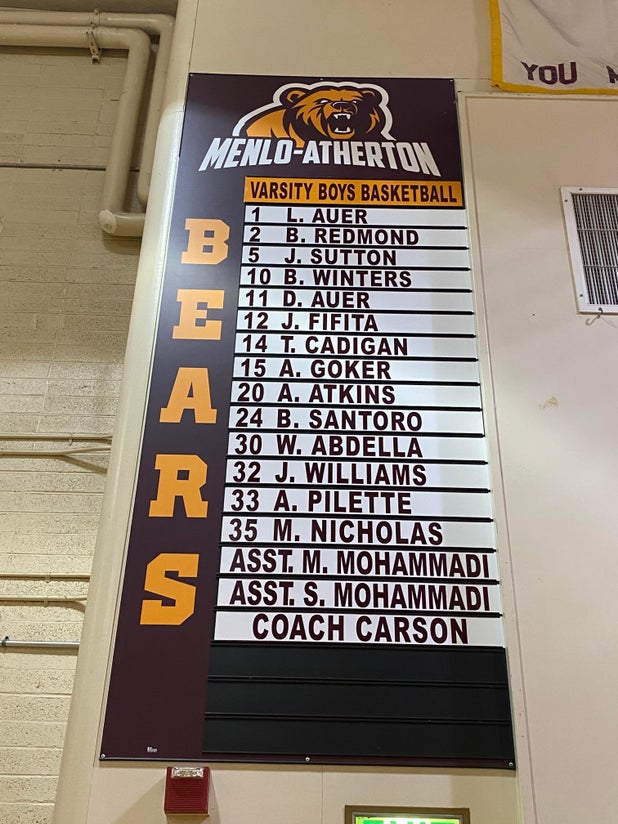 YOU
MENLO-ATHERTON
VARSITY BOYS BASKETBALL
BEARS
1 L. AUER
2 B. REDMOND
5 J. SUTTON
10 B. WINTERS
11 D. AUER
12 J. FIFITA
14 T. CADIGAN
15 A. GOKER
20 A. ATKINS
24 B. SANTORO
30 W. ABDELLA
32 J. WILLIAMS
33 A. PILETTE
35 M. NICHOLAS
ASST. M. MOHAMMADI
ASST. S. MOHAMMADI
COACH CARSON